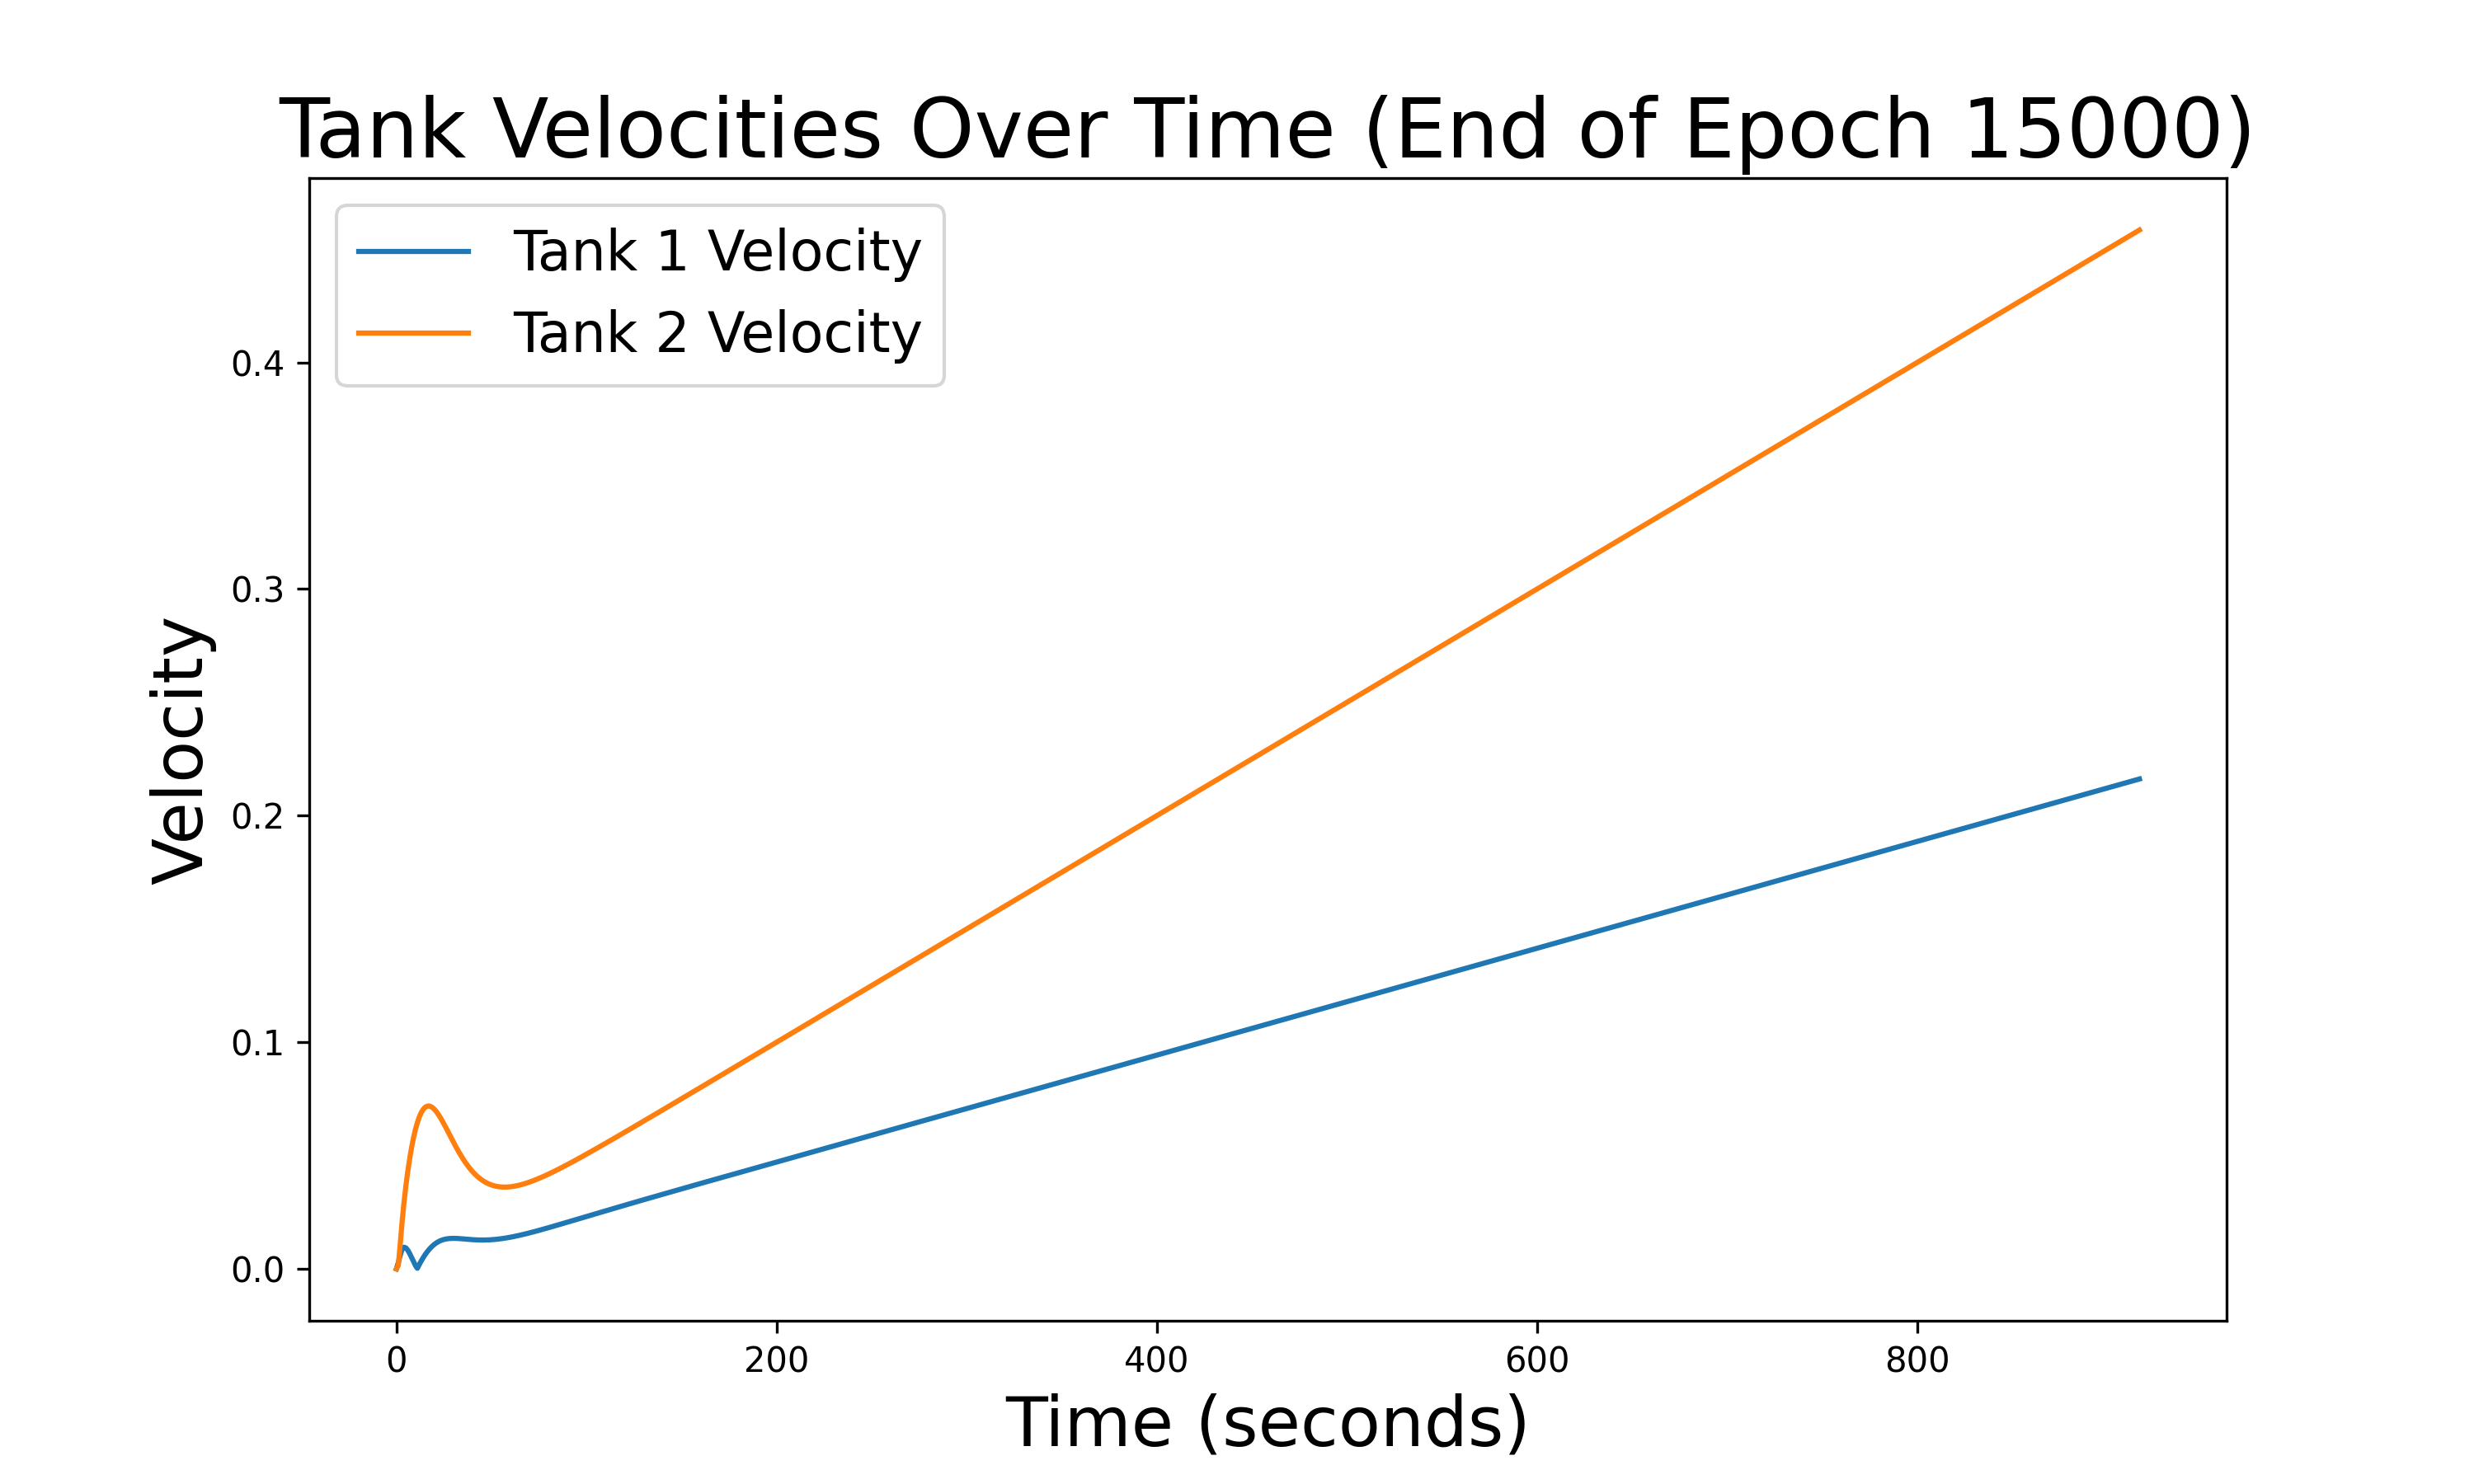 Tank Velocities Over Time (End of Epoch 15000)
Tank 1 Velocity
Tank 2 Velocity
Velocity
0.4
0.3
0.2
0.1
0.0
0 200 400 600 800
Time (seconds)